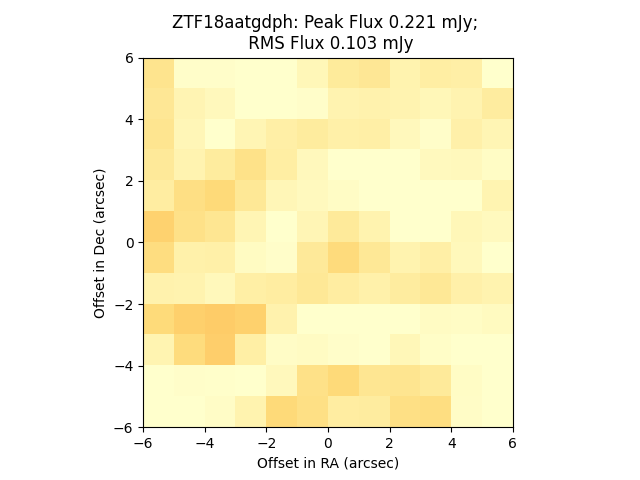 ZTF18aatgdph: Peak Flux 0.221 mJy;
RMS Flux 0.103 mJy
6
4
2
0
−2
−4
−6
Offset in Dec (arcsec)
−6 −4 −2 0 2 4 6
Offset in RA (arcsec)